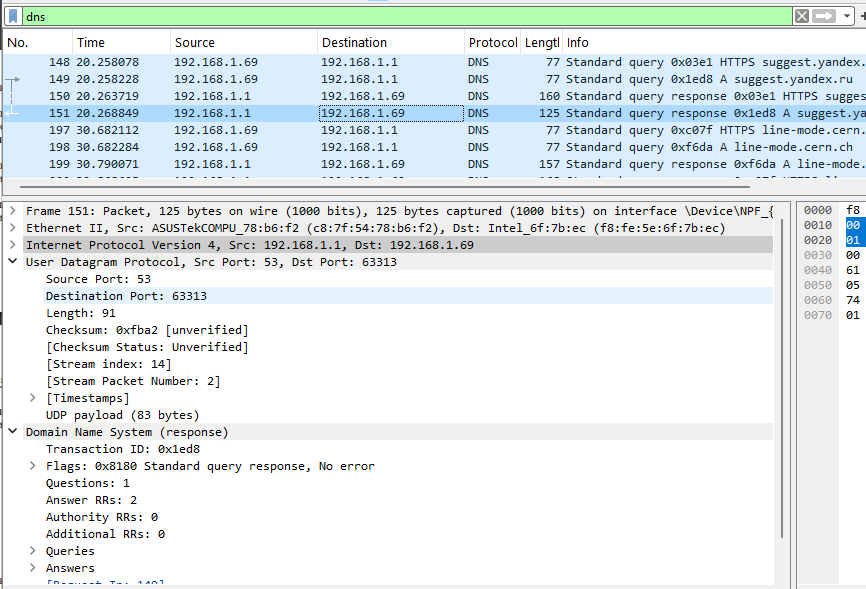 dns
No. Time Source Destination Protocol Lengtl Info
148 20.258078 192.168.1.69 192.168.1.1 DNS 77 Standard query 0x03e1 HTTPS suggest.yandex.
149 20.258228 192.168.1.69 192.168.1.1 DNS 77 Standard query 0x1ed8 A suggest.yandex.ru
150 20.263719 192.168.1.1 192.168.1.69 DNS 160 Standard query response 0x03e1 HTTPS sugges
151 20.268849 192.168.1.1 192.168.1.69 DNS 125 Standard query response 0x1ed8 A suggest.ya
197 30.682112 192.168.1.69 192.168.1.1 DNS 77 Standard query 0xc07f HTTPS line-mode.cern.
198 30.682284 192.168.1.69 192.168.1.1 DNS 77 Standard query 0xf6da A line-mode.cern.ch
199 30.790071 192.168.1.1 192.168.1.69 DNS 157 Standard query response 0xf6da A line-mode.
Frame 151: Packet, 125 bytes on wire (1000 bits), 125 bytes captured (1000 bits) on interface \Device\NPF_{
Ethernet II, Src: ASUSTekCOMPU_78:b6:f2 (c8:7f:54:78:b6:f2), Dst: Intel_6f:7b:ec (f8:fe:5e:6f:7b:ec)
Internet Protocol Version 4, Src: 192.168.1.1, Dst: 192.168.1.69
User Datagram Protocol, Src Port: 53, Dst Port: 63313
Source Port: 53
Destination Port: 63313
Length: 91
Checksum: 0xfba2 [unverified]
[Checksum Status: Unverified]
[Stream index: 14]
[Stream Packet Number: 2]
[Timestamps]
UDP payload (83 bytes)
Domain Name System (response)
Transaction ID: 0x1ed8
Flags: 0x8180 Standard query response, No error
Questions: 1
Answer RRs: 2
Authority RRs: 0
Additional RRs: 0
Queries
Answers
[Request In: 149]
0000 f8
0010 00
0020 01
0030 00
0040 61
0050 05
0060 74
0070 01